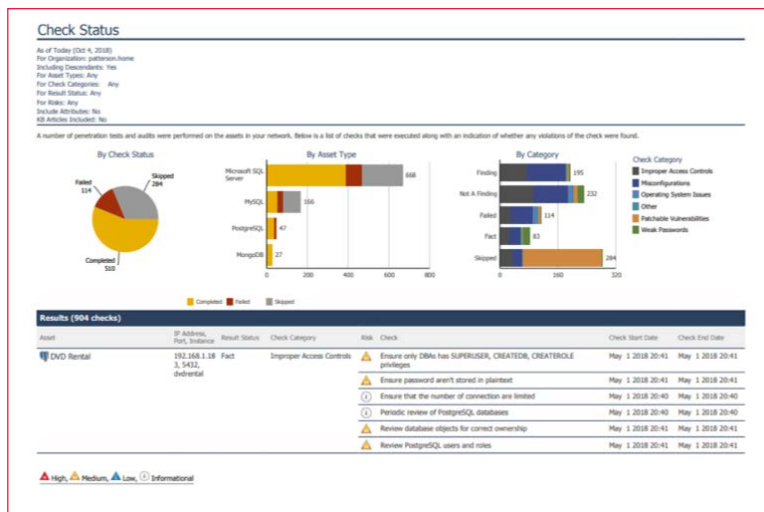 Check Status
As of Today (Oct 4, 2018)
For Organization: patterson.home
Including Descendants: Yes
For Asset Types: Any
For Check Categories: Any
For Result Status: Any
For Risks: Any
Include Attributes: No
KB Articles Included: No
A number of penetration tests and audits were performed on the assets in your network. Below is a list of checks that were executed along with an indication of whether any violations of the check were found.
By Check Status
Failed
114
Skipped
284
Completed
510
By Asset Type
Microsoft SQL
Server
668
MySQL
166
PostgreSQL
47
MongoDB
27
0 200 400 600 800
Completed Failed Skipped
By Category
Finding
195
Not A Finding
232
Failed
114
Fact
83
Skipped
284
0 160 320
Check Category
Improper Access Controls
Misconfigurations
Operating System Issues
Other
Patchable Vulnerabilities
Weak Passwords
Results (904 checks)
Asset IP Address, Port, Instance Result Status Check Category Risk Check Check Start Date Check End Date
DVD Rental 192.168.1.18 Fact Improper Access Controls Ensure only DBAs has SUPERUSER, CREATEDB, CREATEROLE May 1 2018 20:41 May 1 2018 20:41
3, 5432, privileges
dvdrental
Ensure password aren't stored in plaintext May 1 2018 20:41 May 1 2018 20:41
Ensure that the number of connection are limited May 1 2018 20:40 May 1 2018 20:40
Periodic review of PostgreSQL databases May 1 2018 20:40 May 1 2018 20:40
Review database objects for correct ownership May 1 2018 20:41 May 1 2018 20:41
Review PostgreSQL users and roles May 1 2018 20:41 May 1 2018 20:41
High, Medium, Low, Informational